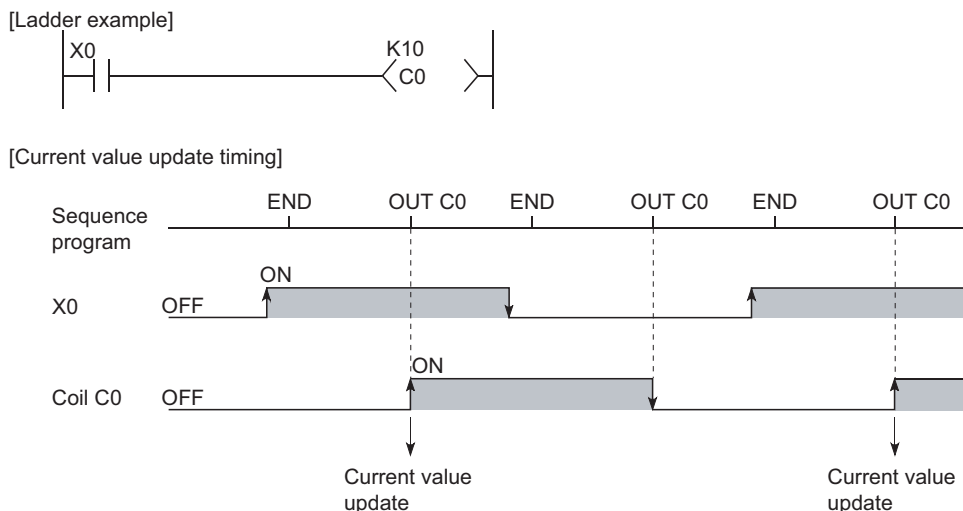 [Ladder example]
X0 K10
C0
[Current value update timing]
END OUT C0 END OUT C0 END OUT C0
Sequence
program
ON
X0 OFF
ON
Coil C0 OFF
Current value
update
Current value
update